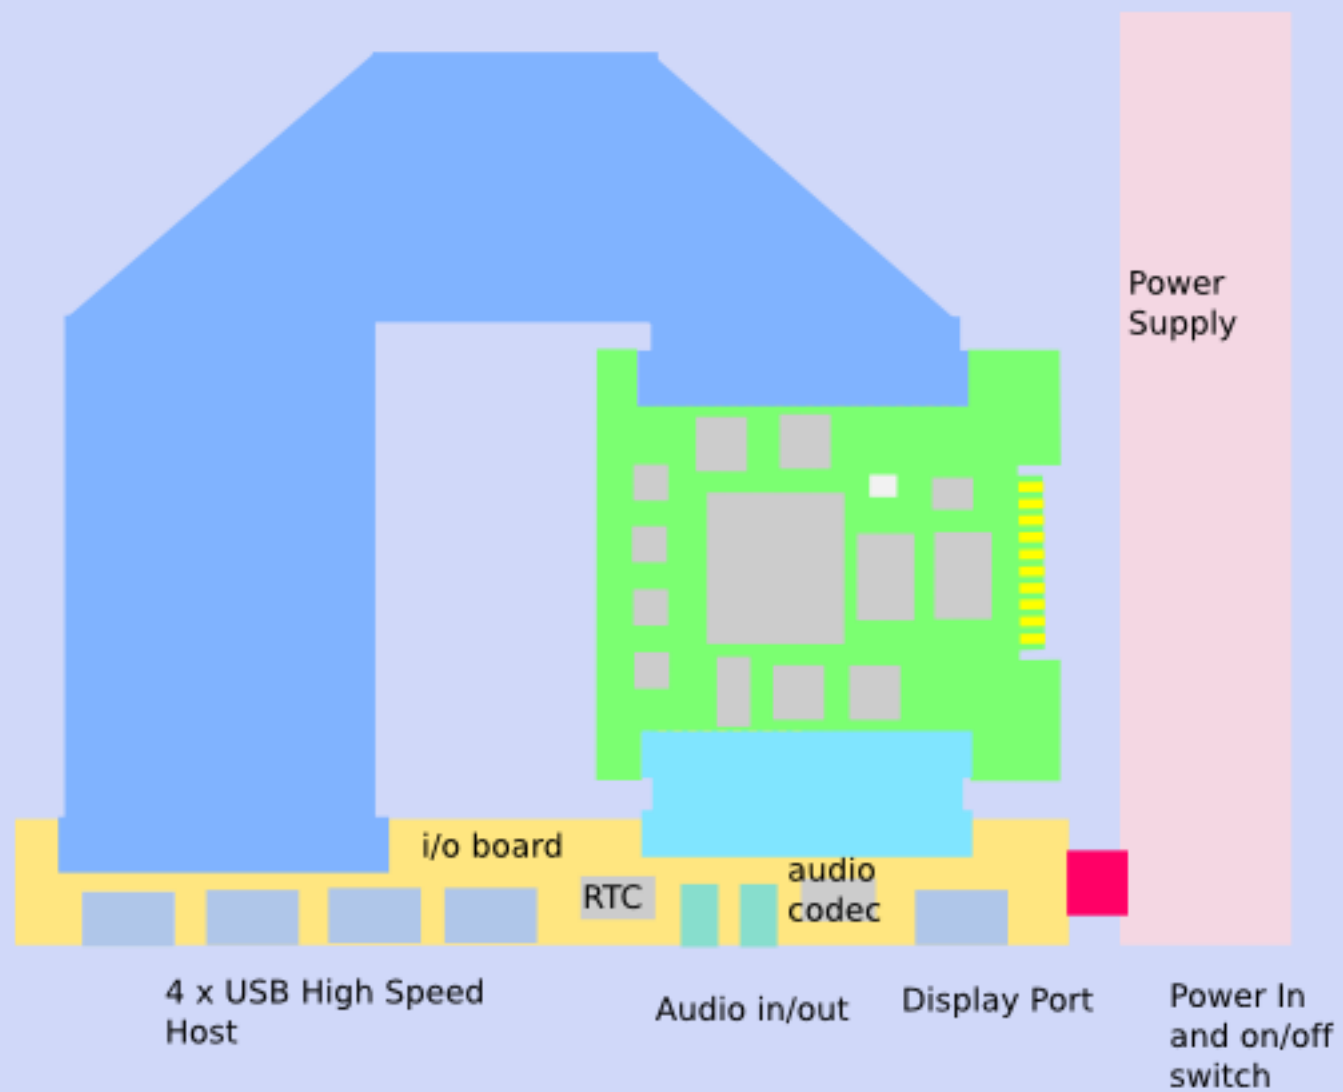 Power
Supply
i/o board
audio
RTC
codec
4 x USB High Speed
Host
Audio in/out
Display Port
Power In
and on/off
switch